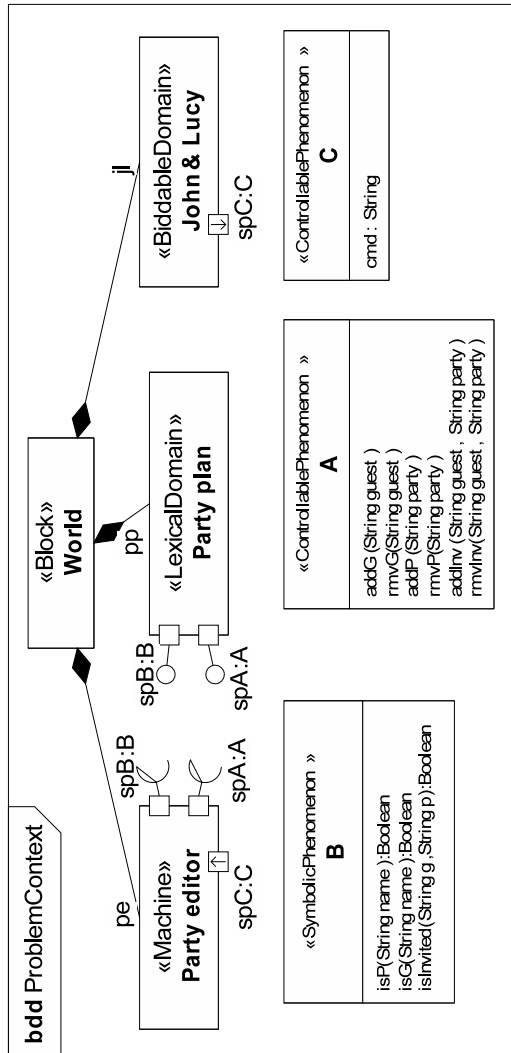 bdd ProblemContext
«Block»
World
pe
pp
jl
«Machine»
Party editor
spB:B
spA:A
spC:C
spB:B
spA:A
«LexicalDomain»
Party plan
«BiddableDomain»
John & Lucy
spC:C
«SymbolicPhenomenon »
B
isP(String name ):Boolean
isG(String name ):Boolean
isInvited (String g ,String p):Boolean
«ControllablePhenomenon »
A
addG (String guest )
rmvG(String guest )
addP (String party )
rmvP(String party )
addInv (String guest , String party )
rmvInv(String guest , String party )
«ControllablePhenomenon »
C
cmd : String